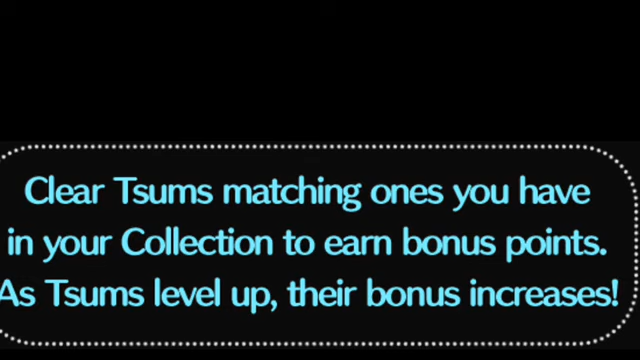 Clear Tsums matching ones you have
in your Collection to earn bonus points.
As Tsums level up, their bonus increases!